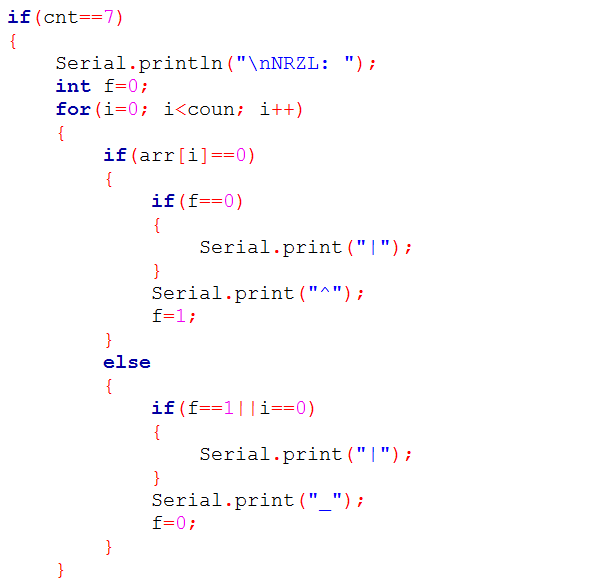 if(cnt==7)
{
    Serial.println("\nNRZL: ");
    int f=0;
    for(i=0; i<coun; i++)
    {
        if(arr[i]==0)
        {
            if(f==0)
            {
                Serial.print("|");
            }
            Serial.print("^");
            f=1;
        }
        else
        {
            if(f==1||i==0)
            {
                Serial.print("|");
            }
            Serial.print("_");
            f=0;
        }
    }